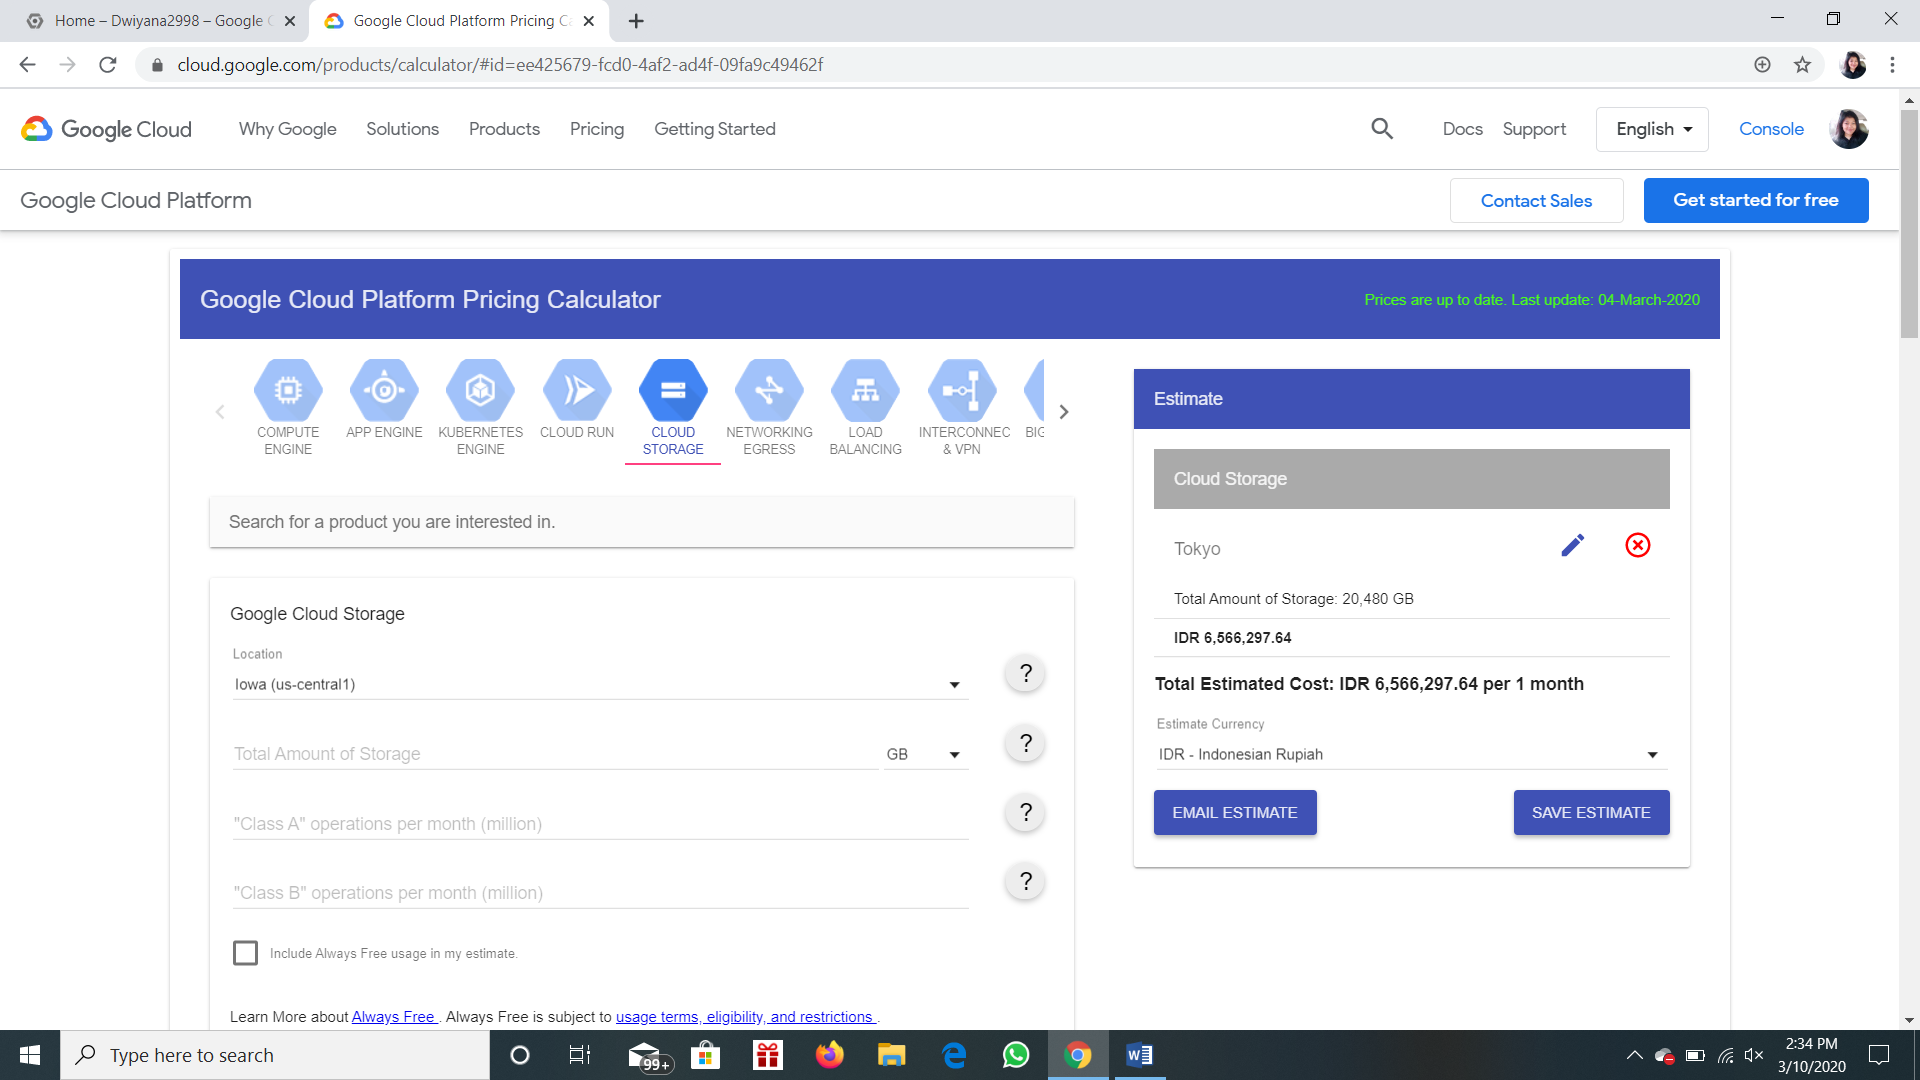 Home – Dwiyana2998 – Google
Google Cloud Platform Pricing C
cloud.google.com/products/calculator/#id=ee425679-fcd0-4af2-ad4f-09fa9c49462f
Google Cloud
Why Google
Solutions
Products
Pricing
Getting Started
Docs
Support
English
Console
Google Cloud Platform
Contact Sales
Get started for free
Google Cloud Platform Pricing Calculator
Prices are up to date. Last update: 04-March-2020
COMPUTE
ENGINE
APP ENGINE
KUBERNETES
ENGINE
CLOUD RUN
CLOUD
STORAGE
NETWORKING
EGRESS
LOAD
BALANCING
INTERCONNEC
& VPN
BIG
Search for a product you are interested in.
Google Cloud Storage
Location
Iowa (us-central1)
?
Total Amount of Storage
GB
?
"Class A" operations per month (million)
?
"Class B" operations per month (million)
?
Include Always Free usage in my estimate.
Learn More about Always Free . Always Free is subject to usage terms, eligibility, and restrictions .
Estimate
Cloud Storage
Tokyo
Total Amount of Storage: 20,480 GB
IDR 6,566,297.64
Total Estimated Cost: IDR 6,566,297.64 per 1 month
Estimate Currency
IDR - Indonesian Rupiah
EMAIL ESTIMATE
SAVE ESTIMATE
Type here to search
99+
2:34 PM
3/10/2020